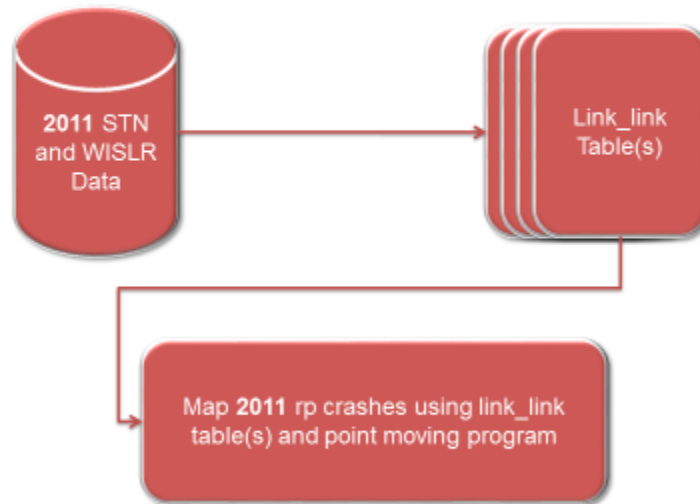 2011 STN
and WISLR
Data
Link_link
Table(s)
Map 2011 rp crashes using link_link
table(s) and point moving program